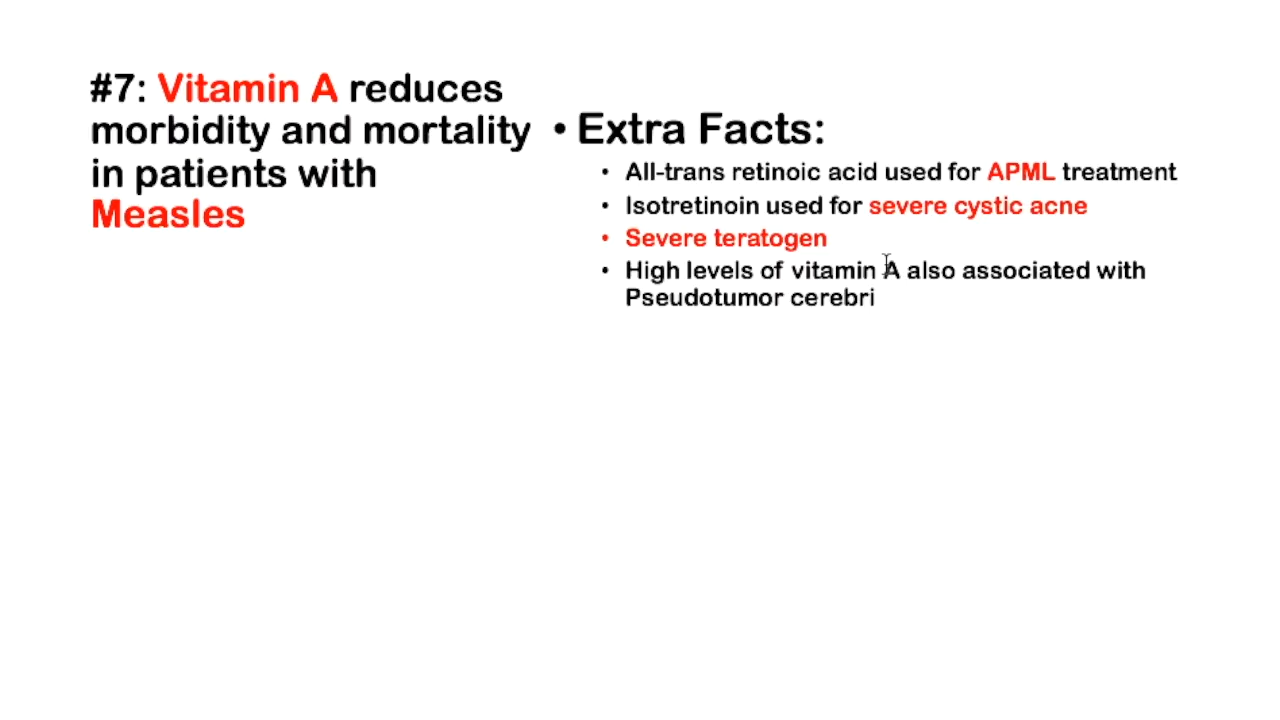 #7: Vitamin A reduces
morbidity and mortality
in patients with
Measles
• Extra Facts:
• All-trans retinoic acid used for APML treatment
• Isotretinoin used for severe cystic acne
• Severe teratogen
• High levels of vitamin A also associated with
Pseudotumor cerebri